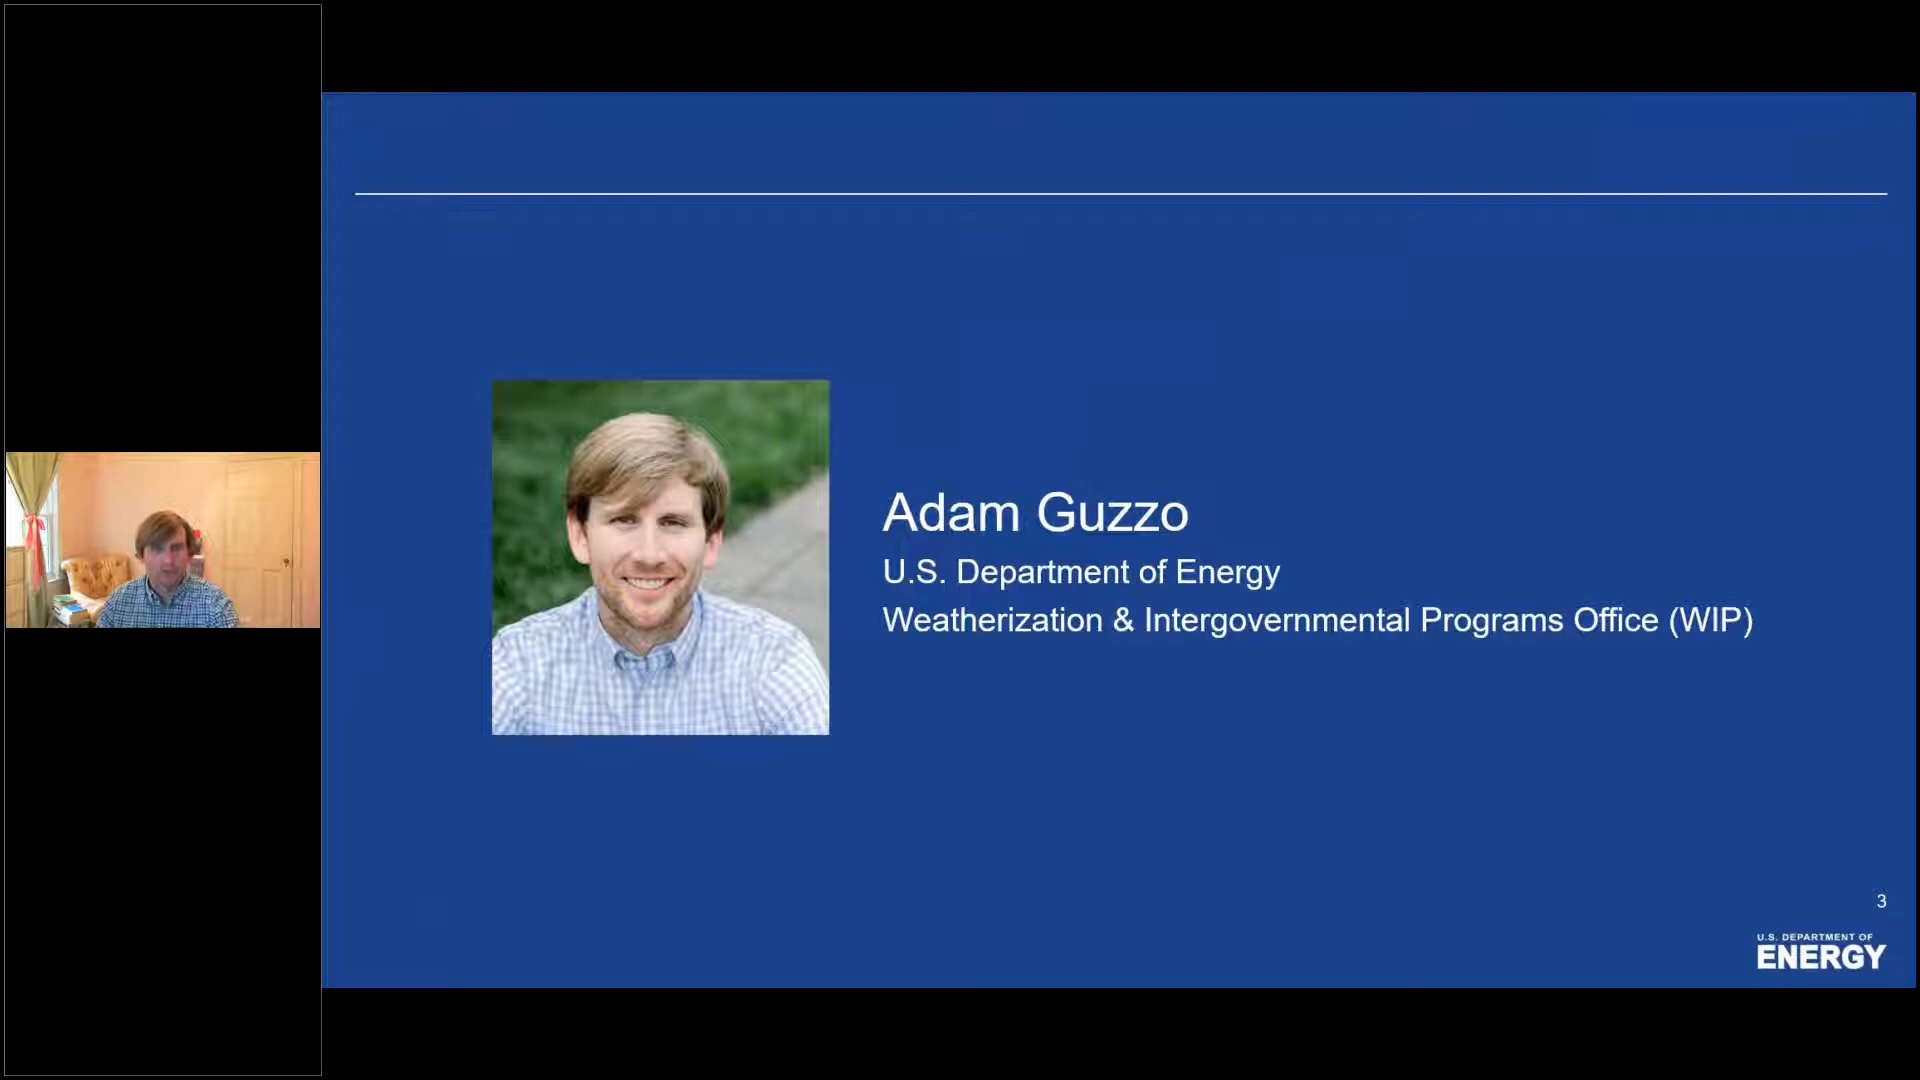 Adam Guzzo
U.S. Department of Energy
Weatherization & Intergovernmental Programs Office (WIP)
3
U.S. DEPARTMENT OF
ENERGY